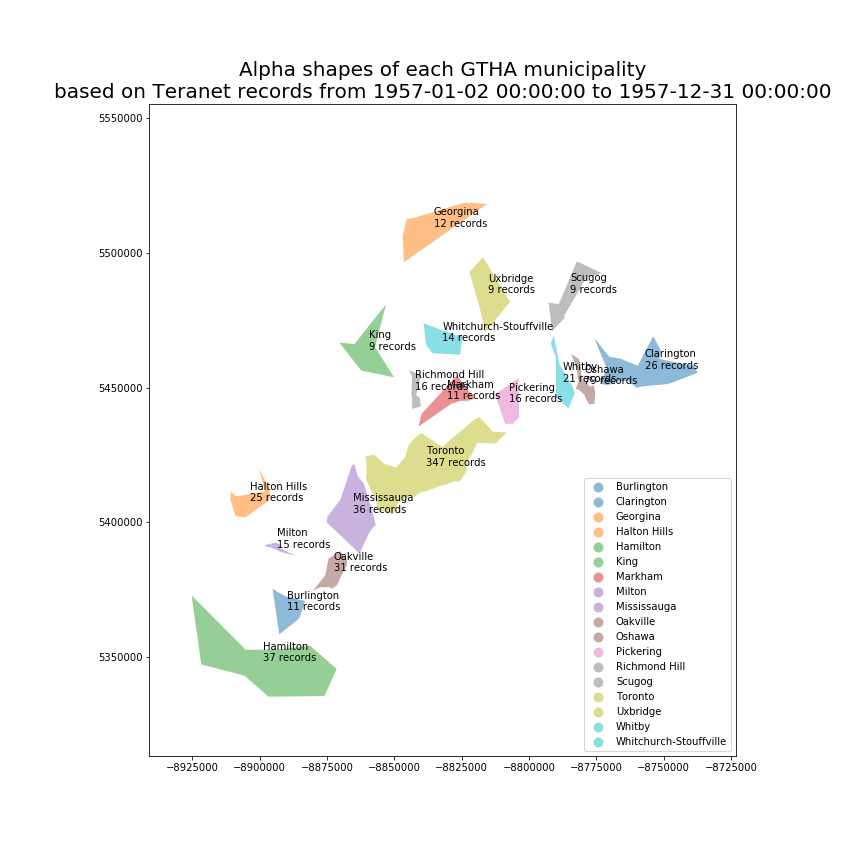 Alpha shapes of each GTHA municipality
based on Teranet records from 1957-01-02 00:00:00 to 1957-12-31 00:00:00
5550000
5500000
5450000
5400000
5350000
Georgina
12 records
Uxbridge
9 records
Scugog
9 records
King
9 records
Whitchurch-Stouffville
14 records
Clarington
26 records
Whitby
21 records
Oshawa
records
Richmond Hill
16 records
Markham
11 records
Pickering
16 records
Toronto
347 records
Halton Hills
25 records
Mississauga
36 records
Milton
15 records
Oakville
31 records
Burlington
11 records
Hamilton
37 records
Burlington
Clarington
Georgina
Halton Hills
Hamilton
King
Markham
Milton
Mississauga
Oakville
Oshawa
Pickering
Richmond Hill
Scugog
Toronto
Uxbridge
Whitby
Whitchurch-Stouffville
−8925000 −8900000 −8875000 −8850000 −8825000 −8800000 −8775000 −8750000 −8725000